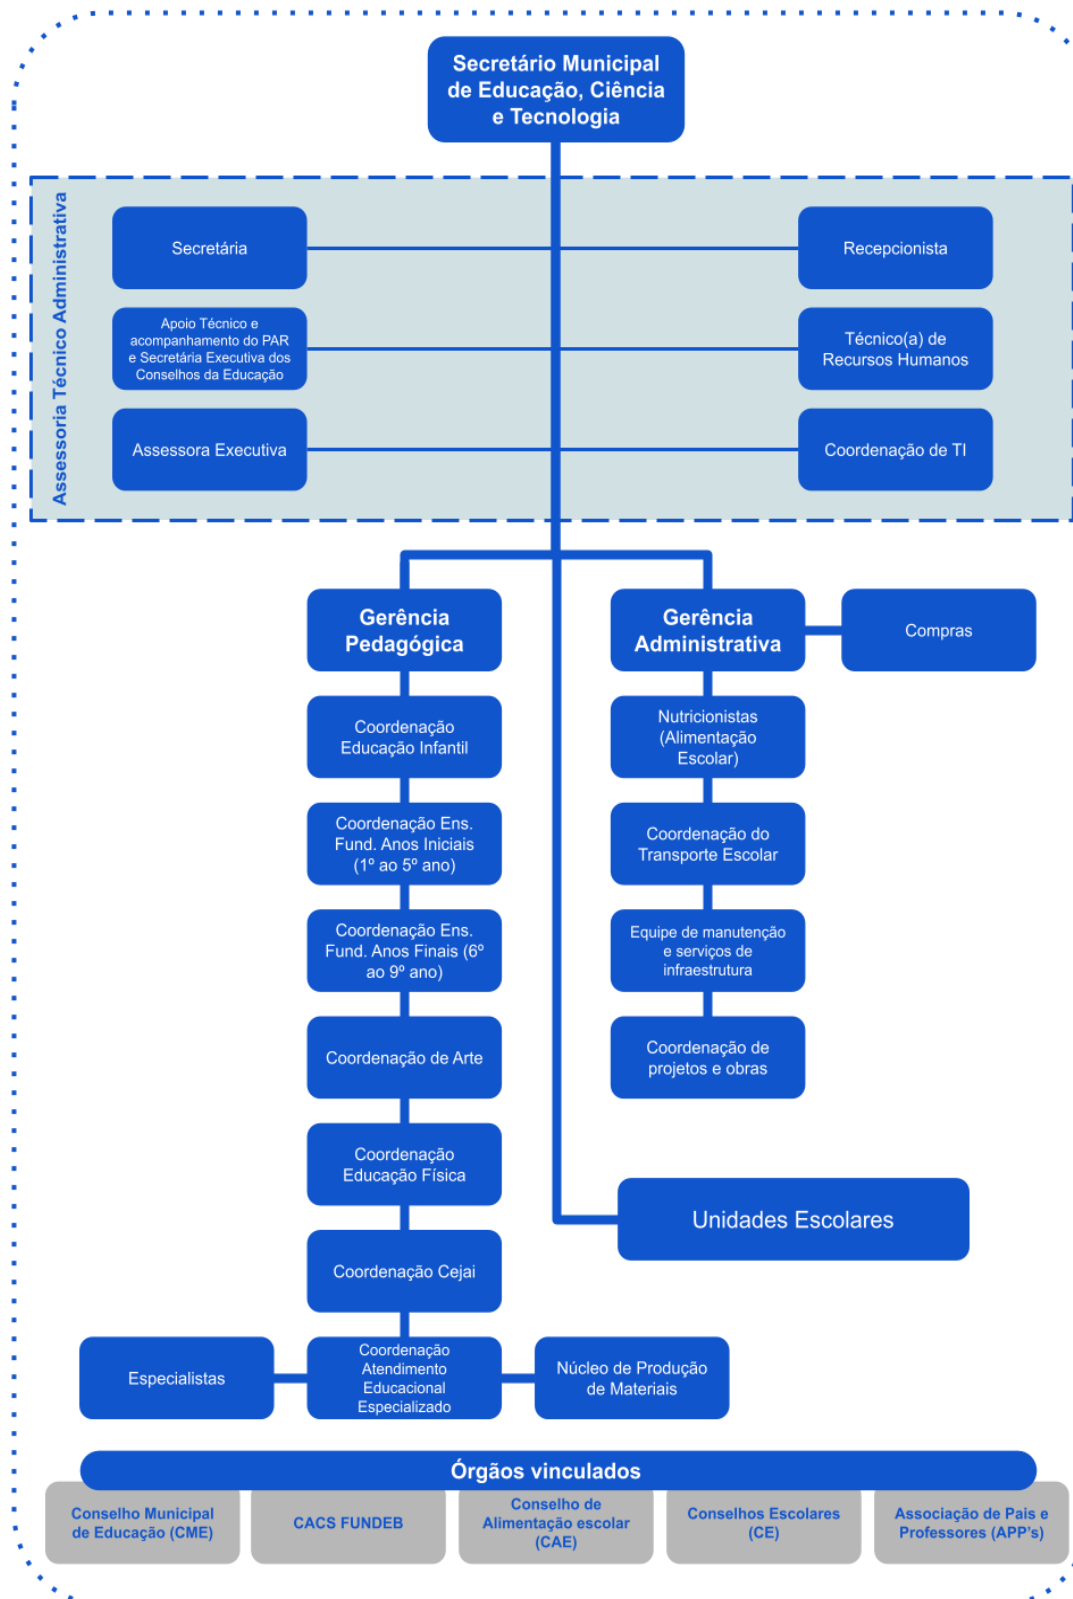 Secretário Municipal
de Educação, Ciência
e Tecnologia
Assessoria Técnico Administrativa
Secretária
Recepcionista
Apoio Técnico e
acompanhamento do PAR
e Secretária Executiva dos
Conselhos da Educação
Técnico(a) de
Recursos Humanos
Assessora Executiva
Coordenação de TI
Gerência
Pedagógica
Gerência
Administrativa
Compras
Coordenação
Educação Infantil
Nutricionistas
(Alimentação
Escolar)
Coordenação Ens.
Fund. Anos Iniciais
(1º ao 5º ano)
Coordenação do
Transporte Escolar
Coordenação Ens.
Fund. Anos Finais (6º
ao 9º ano)
Equipe de manutenção
e serviços de
infraestrutura
Coordenação de Arte
Coordenação de
projetos e obras
Coordenação
Educação Física
Unidades Escolares
Coordenação Cejai
Especialistas
Coordenação
Atendimento
Educacional
Especializado
Núcleo de Produção
de Materiais
Órgãos vinculados
Conselho Municipal
de Educação (CME)
CACS FUNDEB
Conselho de
Alimentação escolar
(CAE)
Conselhos Escolares
(CE)
Associação de Pais e
Professores (APP's)